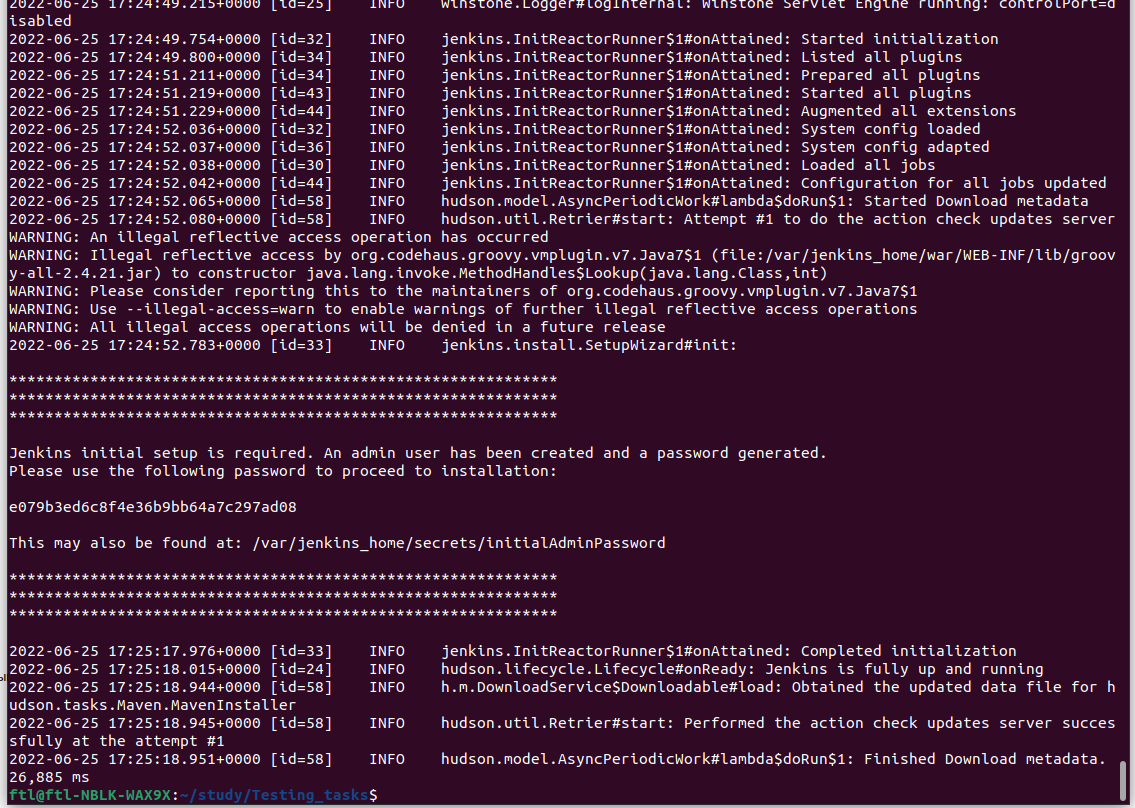 2022-06-25 17:24:49.215+0000 [id=25]    INFO    winstone.Logger#logInternal: Winstone Servlet Engine running: controlPort=d
isabled
2022-06-25 17:24:49.754+0000 [id=32]    INFO    jenkins.InitReactorRunner$1#onAttained: Started initialization
2022-06-25 17:24:49.800+0000 [id=34]    INFO    jenkins.InitReactorRunner$1#onAttained: Listed all plugins
2022-06-25 17:24:51.211+0000 [id=34]    INFO    jenkins.InitReactorRunner$1#onAttained: Prepared all plugins
2022-06-25 17:24:51.219+0000 [id=43]    INFO    jenkins.InitReactorRunner$1#onAttained: Started all plugins
2022-06-25 17:24:51.229+0000 [id=44]    INFO    jenkins.InitReactorRunner$1#onAttained: Augmented all extensions
2022-06-25 17:24:52.036+0000 [id=32]    INFO    jenkins.InitReactorRunner$1#onAttained: System config loaded
2022-06-25 17:24:52.037+0000 [id=36]    INFO    jenkins.InitReactorRunner$1#onAttained: System config adapted
2022-06-25 17:24:52.038+0000 [id=30]    INFO    jenkins.InitReactorRunner$1#onAttained: Loaded all jobs
2022-06-25 17:24:52.042+0000 [id=44]    INFO    jenkins.InitReactorRunner$1#onAttained: Configuration for all jobs updated
2022-06-25 17:24:52.065+0000 [id=58]    INFO    hudson.model.AsyncPeriodicWork#lambda$doRun$1: Started Download metadata
2022-06-25 17:24:52.080+0000 [id=58]    INFO    hudson.util.Retrier#start: Attempt #1 to do the action check updates server
WARNING: An illegal reflective access operation has occurred
WARNING: Illegal reflective access by org.codehaus.groovy.vmplugin.v7.Java7$1 (file:/var/jenkins_home/war/WEB-INF/lib/groov
y-all-2.4.21.jar) to constructor java.lang.invoke.MethodHandles$Lookup(java.lang.Class,int)
WARNING: Please consider reporting this to the maintainers of org.codehaus.groovy.vmplugin.v7.Java7$1
WARNING: Use --illegal-access=warn to enable warnings of further illegal reflective access operations
WARNING: All illegal access operations will be denied in a future release
2022-06-25 17:24:52.783+0000 [id=33]    INFO    jenkins.install.SetupWizard#init:
*************************************************************
*************************************************************
*************************************************************
Jenkins initial setup is required. An admin user has been created and a password generated.
Please use the following password to proceed to installation:
e079b3ed6c8f4e36b9bb64a7c297ad08
This may also be found at: /var/jenkins_home/secrets/initialAdminPassword
*************************************************************
*************************************************************
*************************************************************
2022-06-25 17:25:17.976+0000 [id=33]    INFO    jenkins.InitReactorRunner$1#onAttained: Completed initialization
2022-06-25 17:25:18.015+0000 [id=24]    INFO    hudson.lifecycle.Lifecycle#onReady: Jenkins is fully up and running
2022-06-25 17:25:18.944+0000 [id=58]    INFO    h.m.DownloadService$Downloadable#load: Obtained the updated data file for h
udson.tasks.Maven.MavenInstaller
2022-06-25 17:25:18.945+0000 [id=58]    INFO    hudson.util.Retrier#start: Performed the action check updates server succes
sfully at the attempt #1
2022-06-25 17:25:18.951+0000 [id=58]    INFO    hudson.model.AsyncPeriodicWork#lambda$doRun$1: Finished Download metadata.
26,885 ms
ftl@ftl-NBLK-WAX9X:~/study/Testing_tasks$